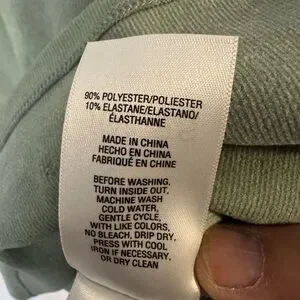 90% POLYESTER/POLIESTER
10% ELASTANE/ELASTANO/
ÉLASTHANNE
MADE IN CHINA
HECHO EN CHINA
FABRIQUÉ EN CHINE
BEFORE WASHING,
TURN INSIDE OUT,
MACHINE WASH
COLD WATER,
GENTLE CYCLE,
WITH LIKE COLORS,
NO BLEACH, DRIP DRY,
PRESS WITH COOL
IRON IF NECESSARY,
OR DRY CLEAN